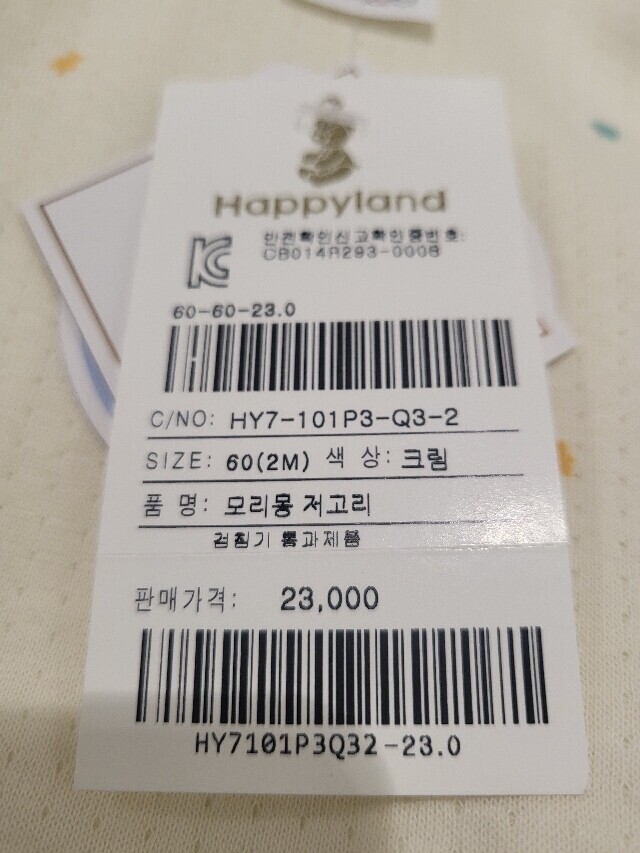 Happyland
안전확인신고확인증번호:
CB014R293-0008
60-60-23.0
C/NO: HY7-101P3-Q3-2
SIZE: 60(2M) 색 상: 크림
품 명: 모리몽 저고리
검침기 통과제품
판매가격: 23,000
HY7101P3Q32-23.0